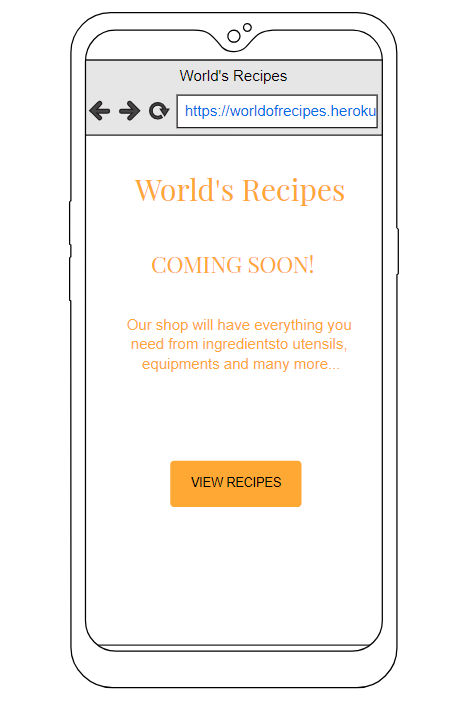 World's Recipes
https://worldofrecipes.heroku
World's Recipes
COMING SOON!
Our shop will have everything you
need from ingredientsto utensils,
equipments and many more...
VIEW RECIPES